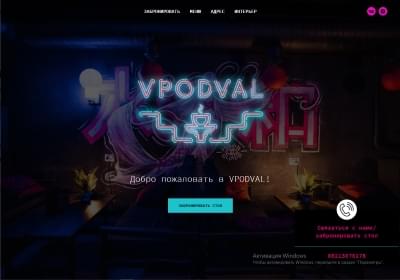 ЗАБРОНИРОВАТЬ МЕНЮ АДРЕС ИНТЕРЬЕР
VPODVAL
Добро пожаловать в VPODVAL!
ЗАБРОНИРОВАТЬ СТОЛ
Связаться с нами/
забронировать стол
Активация Windows
Чтобы активировать Windows, перейдите в раздел "Параметры".